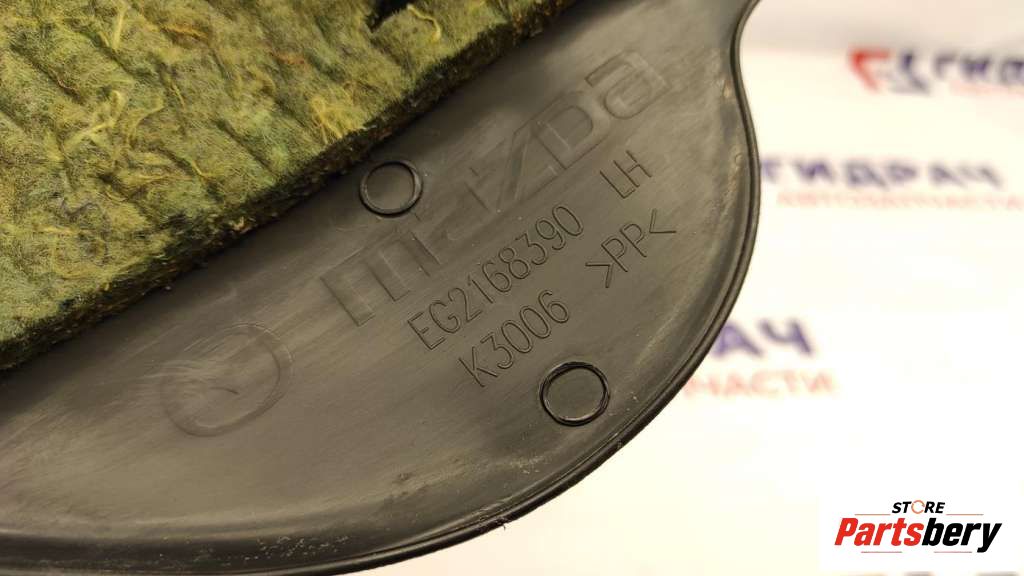 mazda
EG2168390 LH
K3006 >PP<
ГИДРАЧ
STORE
Partsbery